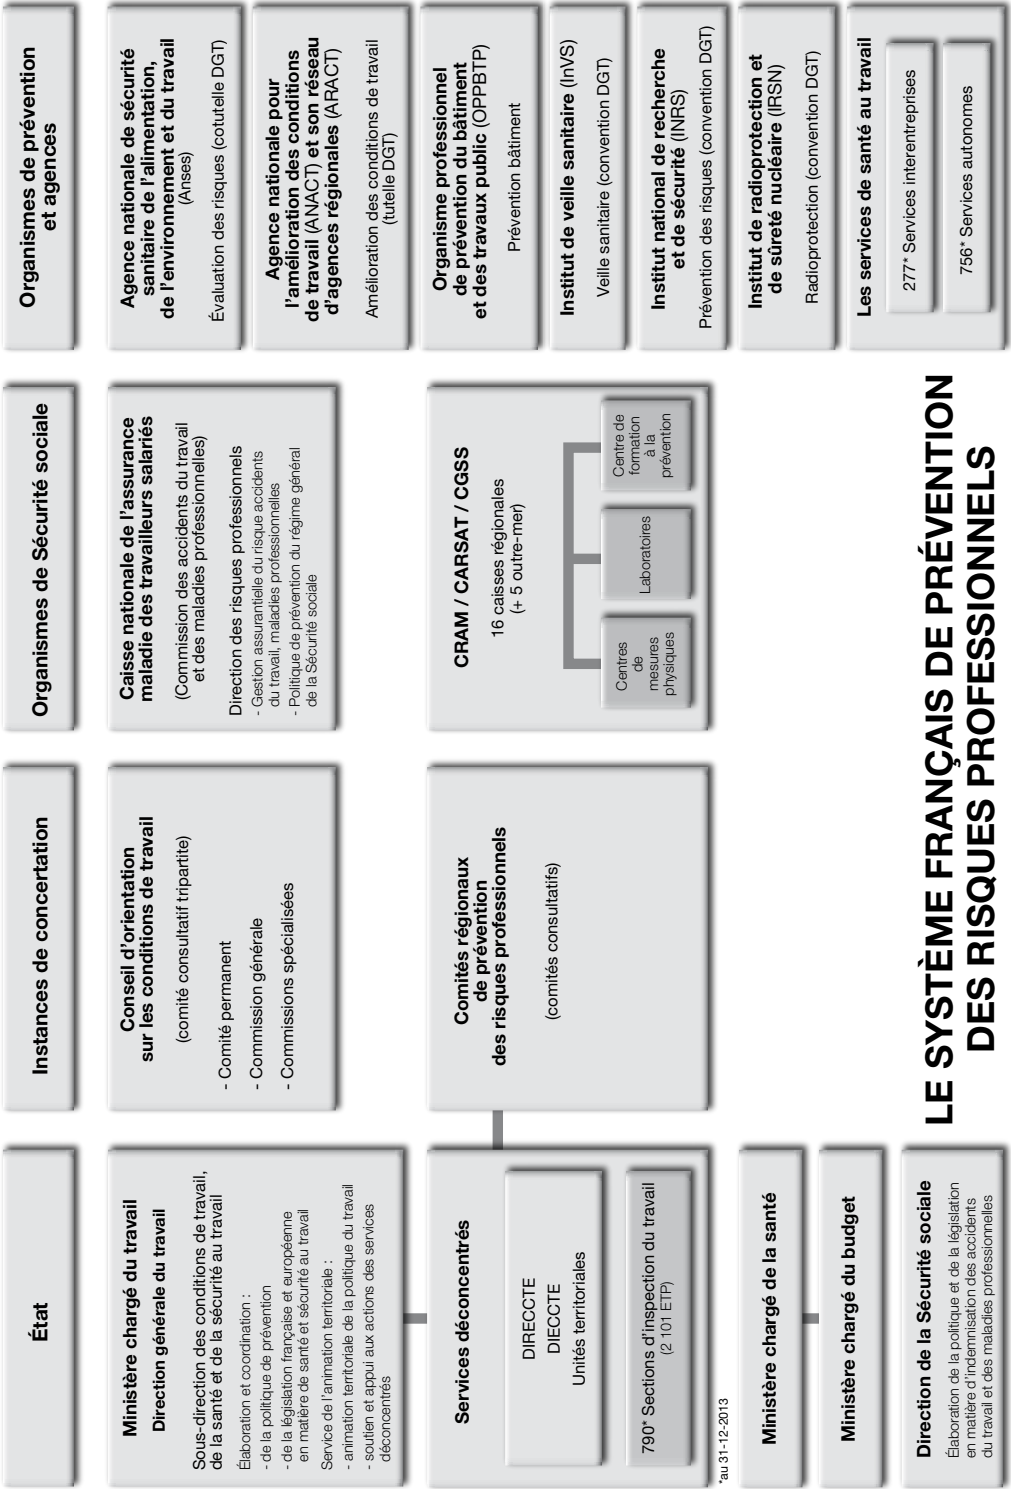 État
Ministère chargé du travail
Direction générale du travail
Sous-direction des conditions de travail,
de la santé et de la sécurité au travail
Élaboration et coordination :
- de la politique de prévention
- de la législation française et européenne
en matière de santé et sécurité au travail
Service de l'animation territoriale :
- animation territoriale de la politique du travail
- soutien et appui aux actions des services
déconcentrés
Services déconcentrés
DIRECCTE
DIECCTE
Unités territoriales
790* Sections d'inspection du travail
(2 101 ETP)
*au 31-12-2013
Ministère chargé de la santé
Ministère chargé du budget
Direction de la Sécurité sociale
Élaboration de la politique et de la législation
en matière d'indemnisation des accidents
du travail et des maladies professionnelles
Instances de concertation
Conseil d'orientation
sur les conditions de travail
(comité consultatif tripartite)
- Comité permanent
- Commission générale
- Commissions spécialisées
Comités régionaux
de prévention
des risques professionnels
(comités consultatifs)
Organismes de Sécurité sociale
Caisse nationale de l'assurance
maladie des travailleurs salariés
(Commission des accidents du travail
et des maladies professionnelles)
Direction des risques professionnels
- Gestion assurantielle du risque accidents
du travail, maladies professionnelles
- Politique de prévention du régime général
de la Sécurité sociale
CRAM / CARSAT / CGSS
16 caisses régionales
(+ 5 outre-mer)
Centres
de
mesures
physiques
Laboratoires
Centre de
formation
à la
prévention
Organismes de prévention
et agences
Agence nationale de sécurité
sanitaire de l'alimentation,
de l'environnement et du travail
(Anses)
Évaluation des risques (cotutelle DGT)
Agence nationale pour
l'amélioration des conditions
de travail (ANACT) et son réseau
d'agences régionales (ARACT)
Amélioration des conditions de travail
(tutelle DGT)
Organisme professionnel
de prévention du bâtiment
et des travaux public (OPPBTP)
Prévention bâtiment
Institut de veille sanitaire (InVS)
Veille sanitaire (convention DGT)
Institut national de recherche
et de sécurité (INRS)
Prévention des risques (convention DGT)
Institut de radioprotection et
de sûreté nucléaire (IRSN)
Radioprotection (convention DGT)
Les services de santé au travail
277* Services interentreprises
756* Services autonomes
LE SYSTÈME FRANÇAIS DE PRÉVENTION
DES RISQUES PROFESSIONNELS